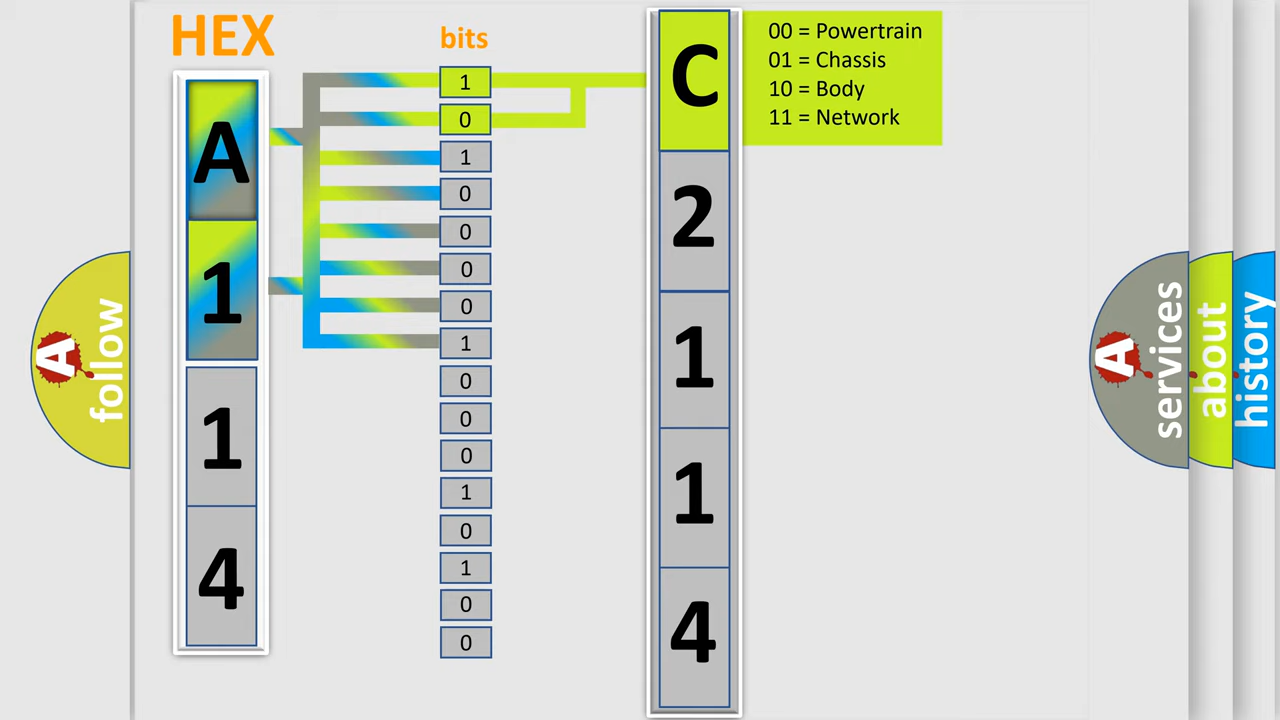 HEX
bits
A
1
1
4
1
0
1
0
0
0
0
1
0
0
0
1
0
1
0
0
C
2
1
1
4
00 = Powertrain
01 = Chassis
10 = Body
11 = Network
A
follow
A
services
about
history